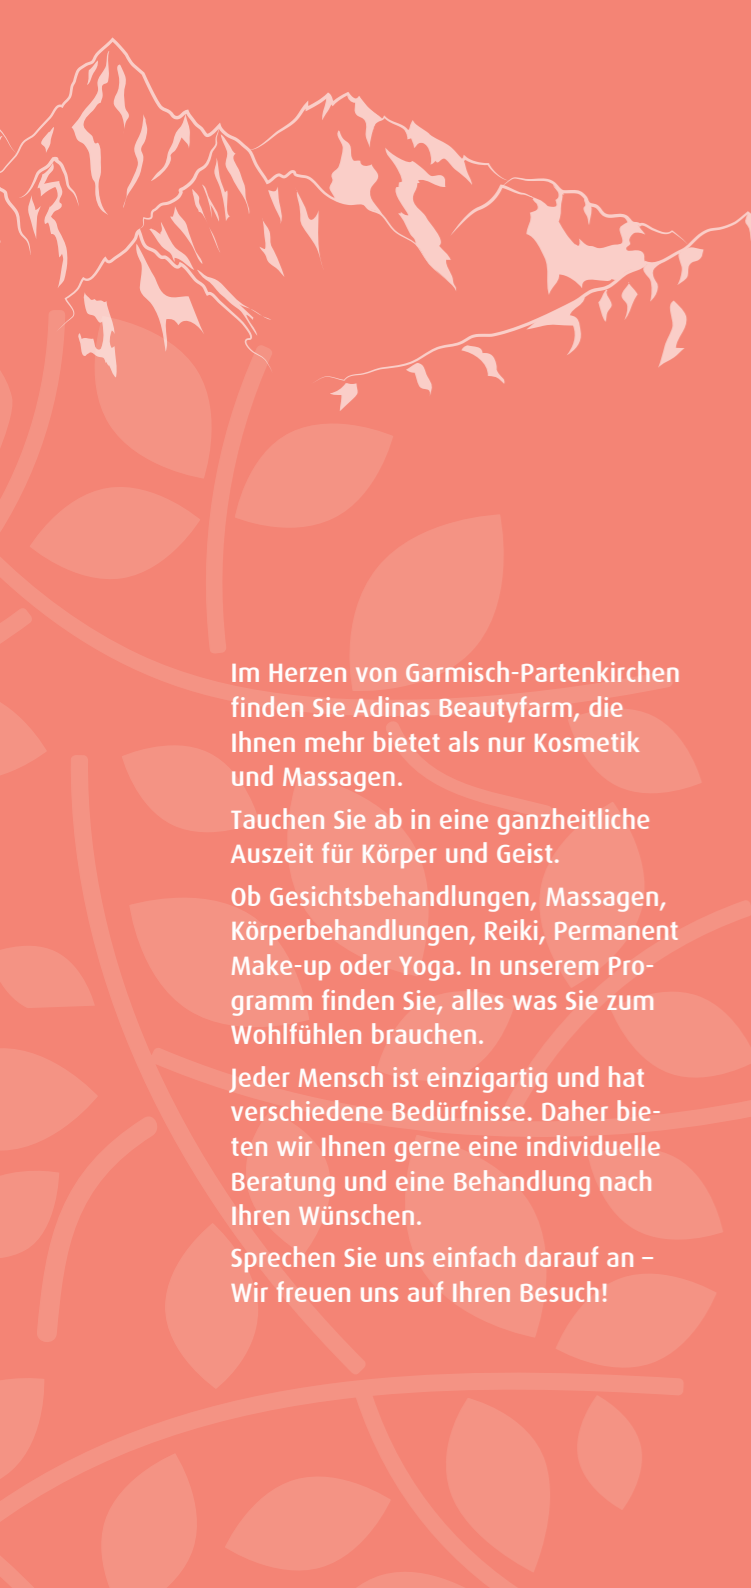 Im Herzen von Garmisch-Partenkirchen
finden Sie Adinas Beautyfarm, die
Ihnen mehr bietet als nur Kosmetik
und Massagen.
Tauchen Sie ab in eine ganzheitliche
Auszeit für Körper und Geist.
Ob Gesichtsbehandlungen, Massagen,
Körperbehandlungen, Reiki, Permanent
Make-up oder Yoga. In unserem Pro-
gramm finden Sie, alles was Sie zum
Wohlfühlen brauchen.
Jeder Mensch ist einzigartig und hat
verschiedene Bedürfnisse. Daher bie-
ten wir Ihnen gerne eine individuelle
Beratung und eine Behandlung nach
Ihren Wünschen.
Sprechen Sie uns einfach darauf an –
Wir freuen uns auf Ihren Besuch!